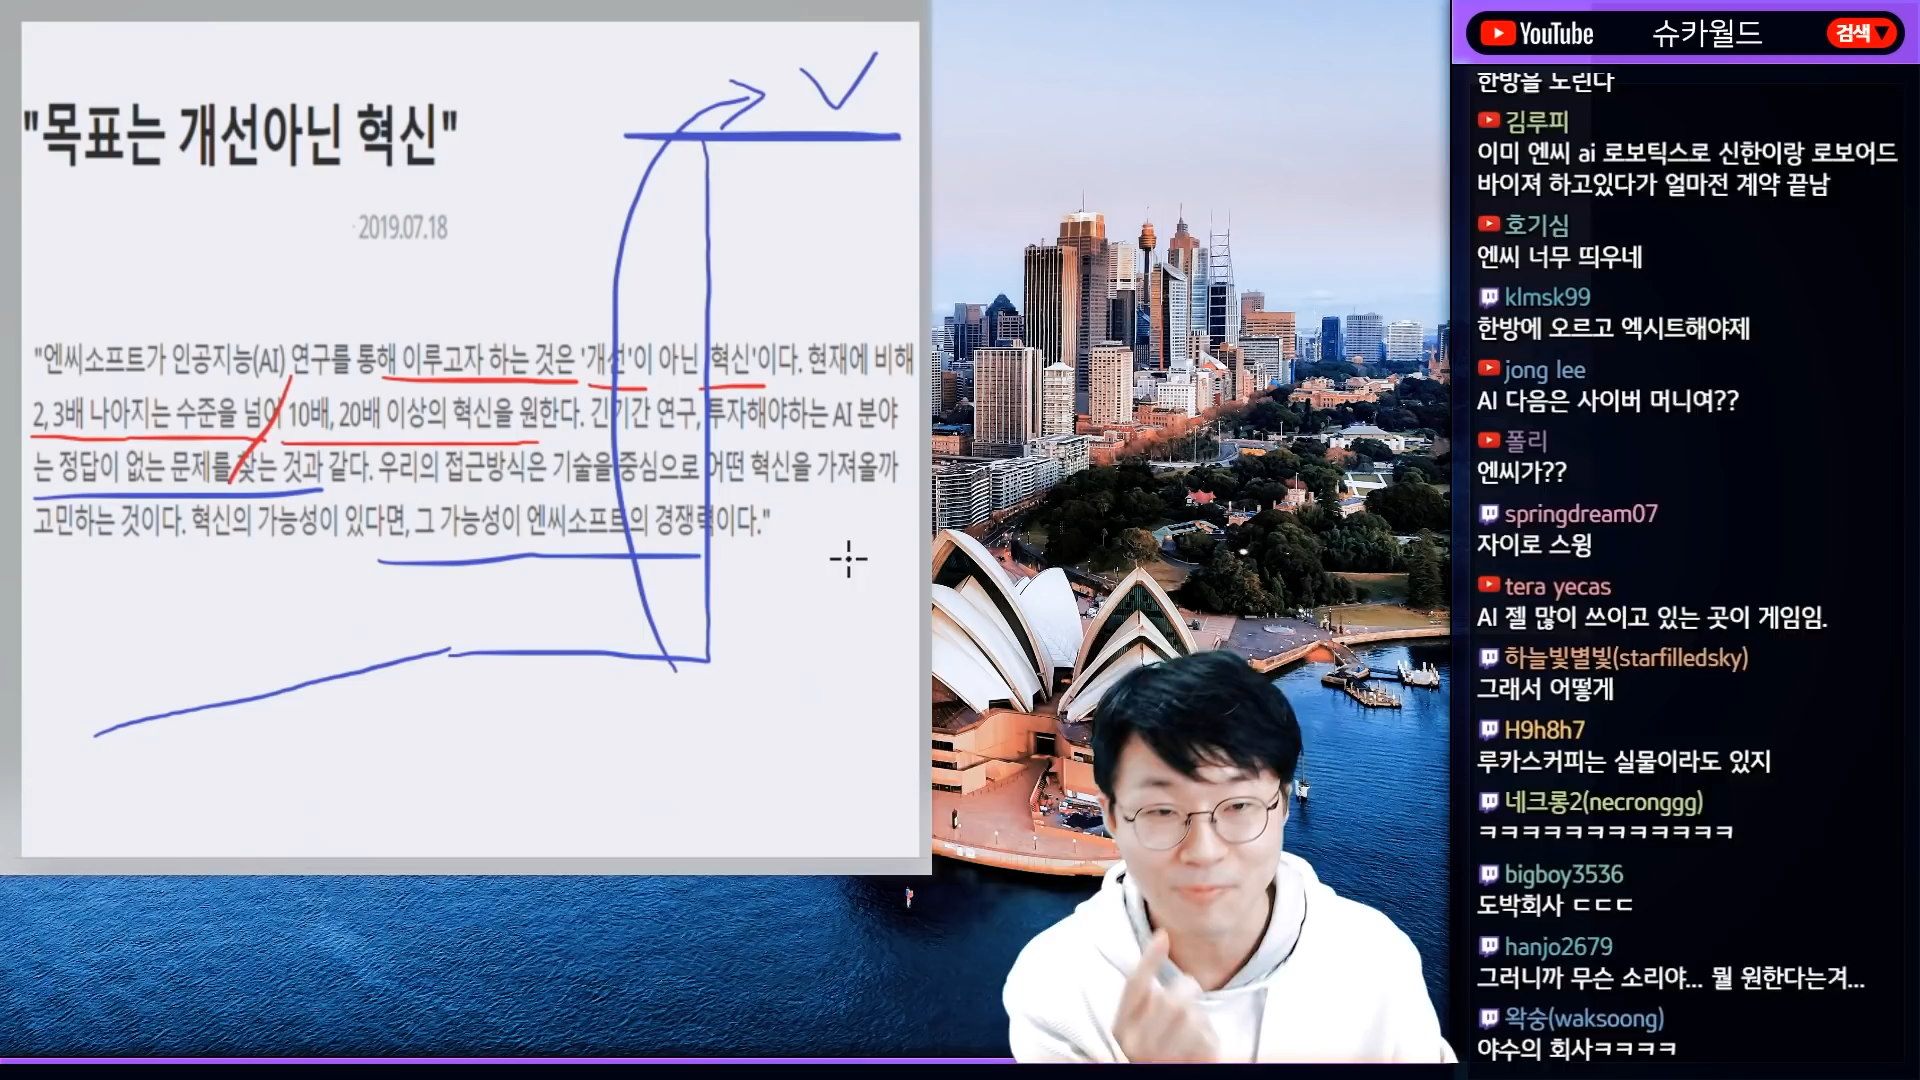 "목표는 개선아닌 혁신"
2019.07.18
"엔씨소프트가 인공지능(AI) 연구를 통해 이루고자 하는 것은 '개선'이 아닌 '혁신'이다. 현재에 비해
2, 3배 나아지는 수준을 넘어 10배, 20배 이상의 혁신을 원한다. 긴 기간 연구, 투자해야하는 AI 분야
는 정답이 없는 문제를 찾는 것과 같다. 우리의 접근방식은 기술을 중심으로 어떤 혁신을 가져올까
고민하는 것이다. 혁신의 가능성이 있다면, 그 가능성이 엔씨소프트의 경쟁력이다."
YouTube 슈카월드 검색▼
한방을 노린다
김루피
이미 엔씨 ai 로보틱스로 신한이랑 로보어드
바이져 하고있다가 얼마전 계약 끝남
호기심
엔씨 너무 띄우네
klmsk99
한방에 오르고 엑시트해야제
jong lee
AI 다음은 사이버 머니여??
폴리
엔씨가??
springdream07
자이로 스윙
tera yecas
AI 젤 많이 쓰이고 있는 곳이 게임임.
하늘빛별빛(starfilledsky)
그래서 어떻게
H9h8h7
루카스커피는 실물이라도 있지
네크롱2(necronggg)
ㅋㅋㅋㅋㅋㅋㅋㅋㅋㅋㅋㅋ
bigboy3536
도박회사 ㄷㄷㄷ
hanjo2679
그러니까 무슨 소리야... 뭘 원한다는겨...
왁숭(waksoong)
야수의 회사ㅋㅋㅋㅋ